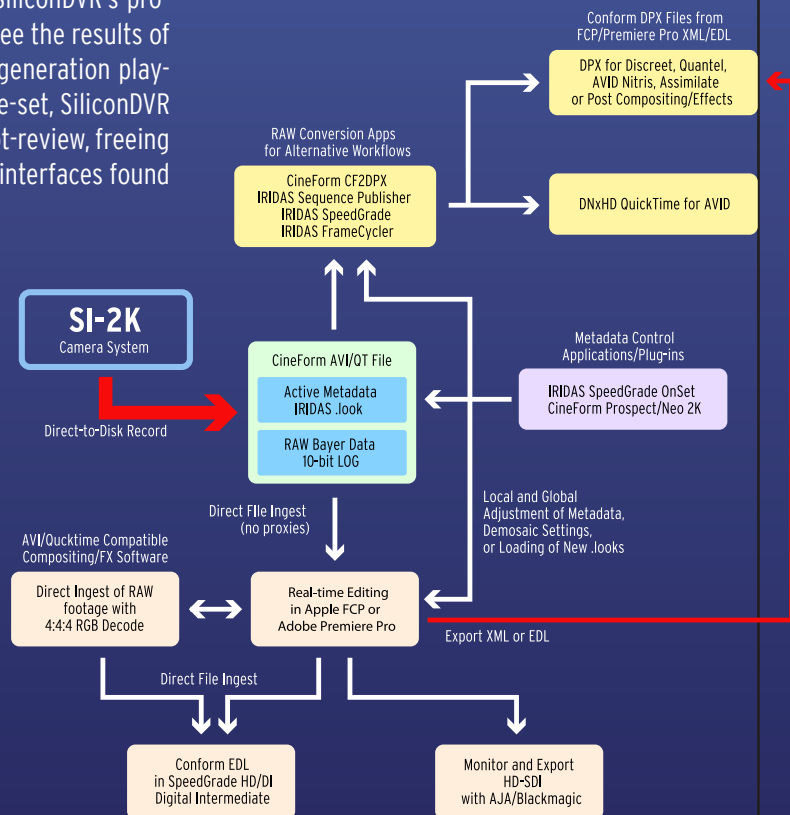 SiliconDVR's pro-
ee the results of
generation play-
e-set, SiliconDVR
ot-review, freeing
interfaces found
Conform DPX Files from
FCP/Premiere Pro XML/EDL
DPX for Discreet, Quantel,
AVID Nitris, Assimilate
or Post Compositing/Effects
RAW Conversion Apps
for Alternative Workflows
CineForm CF2DPX
IRIDAS Sequence Publisher
IRIDAS SpeedGrade
IRIDAS FrameCycler
DNxHD QuickTime for AVID
SI-2K
Camera System
Direct-to-Disk Record
CineForm AVI/QT File
Active Metadata
IRIDAS .look
RAW Bayer Data
10-bit LOG
Metadata Control
Applications/Plug-ins
IRIDAS SpeedGrade OnSet
CineForm Prospect/Neo 2K
Direct File Ingest
(no proxies)
Local and Global
Adjustment of Metadata,
Demosaic Settings,
or Loading of New .looks
AVI/Qucktime Compatible
Compositing/FX Software
Direct Ingest of RAW
footage with
4:4:4 RGB Decode
Real-time Editing
in Apple FCP or
Adobe Premiere Pro
Export XML or EDL
Direct File Ingest
Conform EDL
in SpeedGrade HD/DI
Digital Intermediate
Monitor and Export
HD-SDI
with AJA/Blackmagic